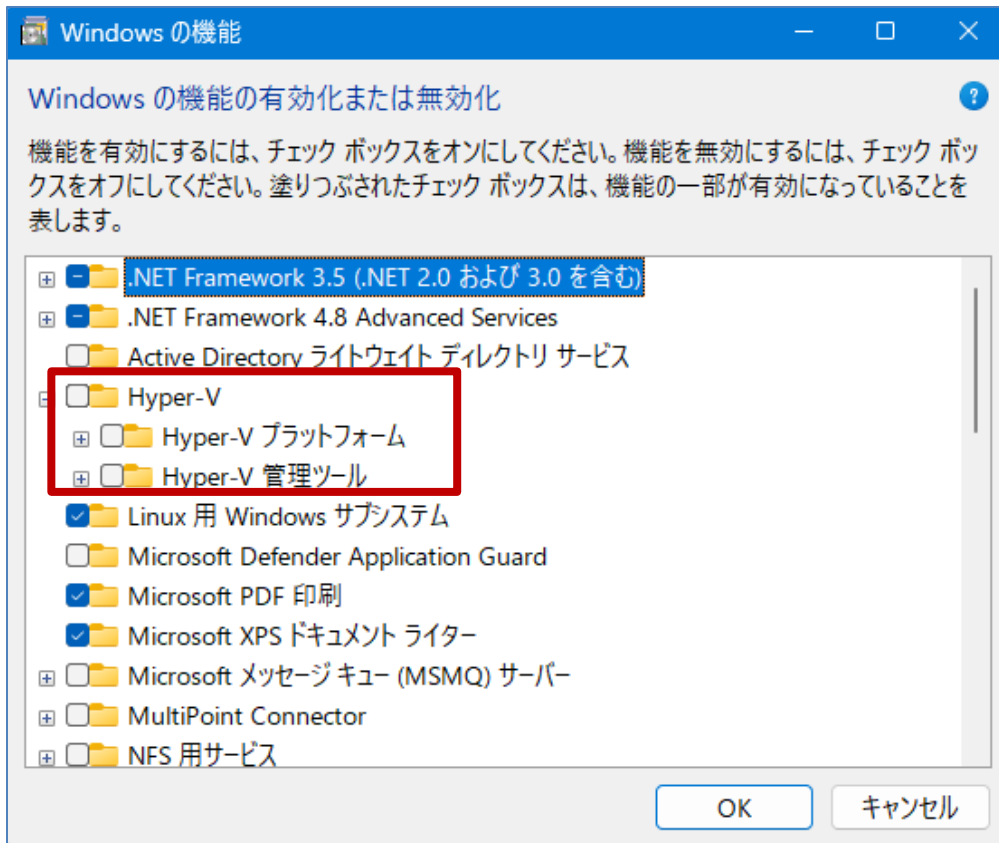 Windows の機能
Windows の機能の有効化または無効化
?
機能を有効にするには、チェック ボックスをオンにしてください。機能を無効にするには、チェック ボッ
クスをオフにしてください。塗りつぶされたチェック ボックスは、機能の一部が有効になっていることを
表します。
.NET Framework 3.5 (.NET 2.0 および 3.0 を含む)
.NET Framework 4.8 Advanced Services
Active Directory ライトウェイト ディレクトリ サービス
Hyper-V
Hyper-V プラットフォーム
Hyper-V 管理ツール
Linux 用 Windows サブシステム
Microsoft Defender Application Guard
Microsoft PDF 印刷
Microsoft XPS ドキュメント ライター
Microsoft メッセージ キュー (MSMQ) サーバー
MultiPoint Connector
NFS 用サービス
OK キャンセル